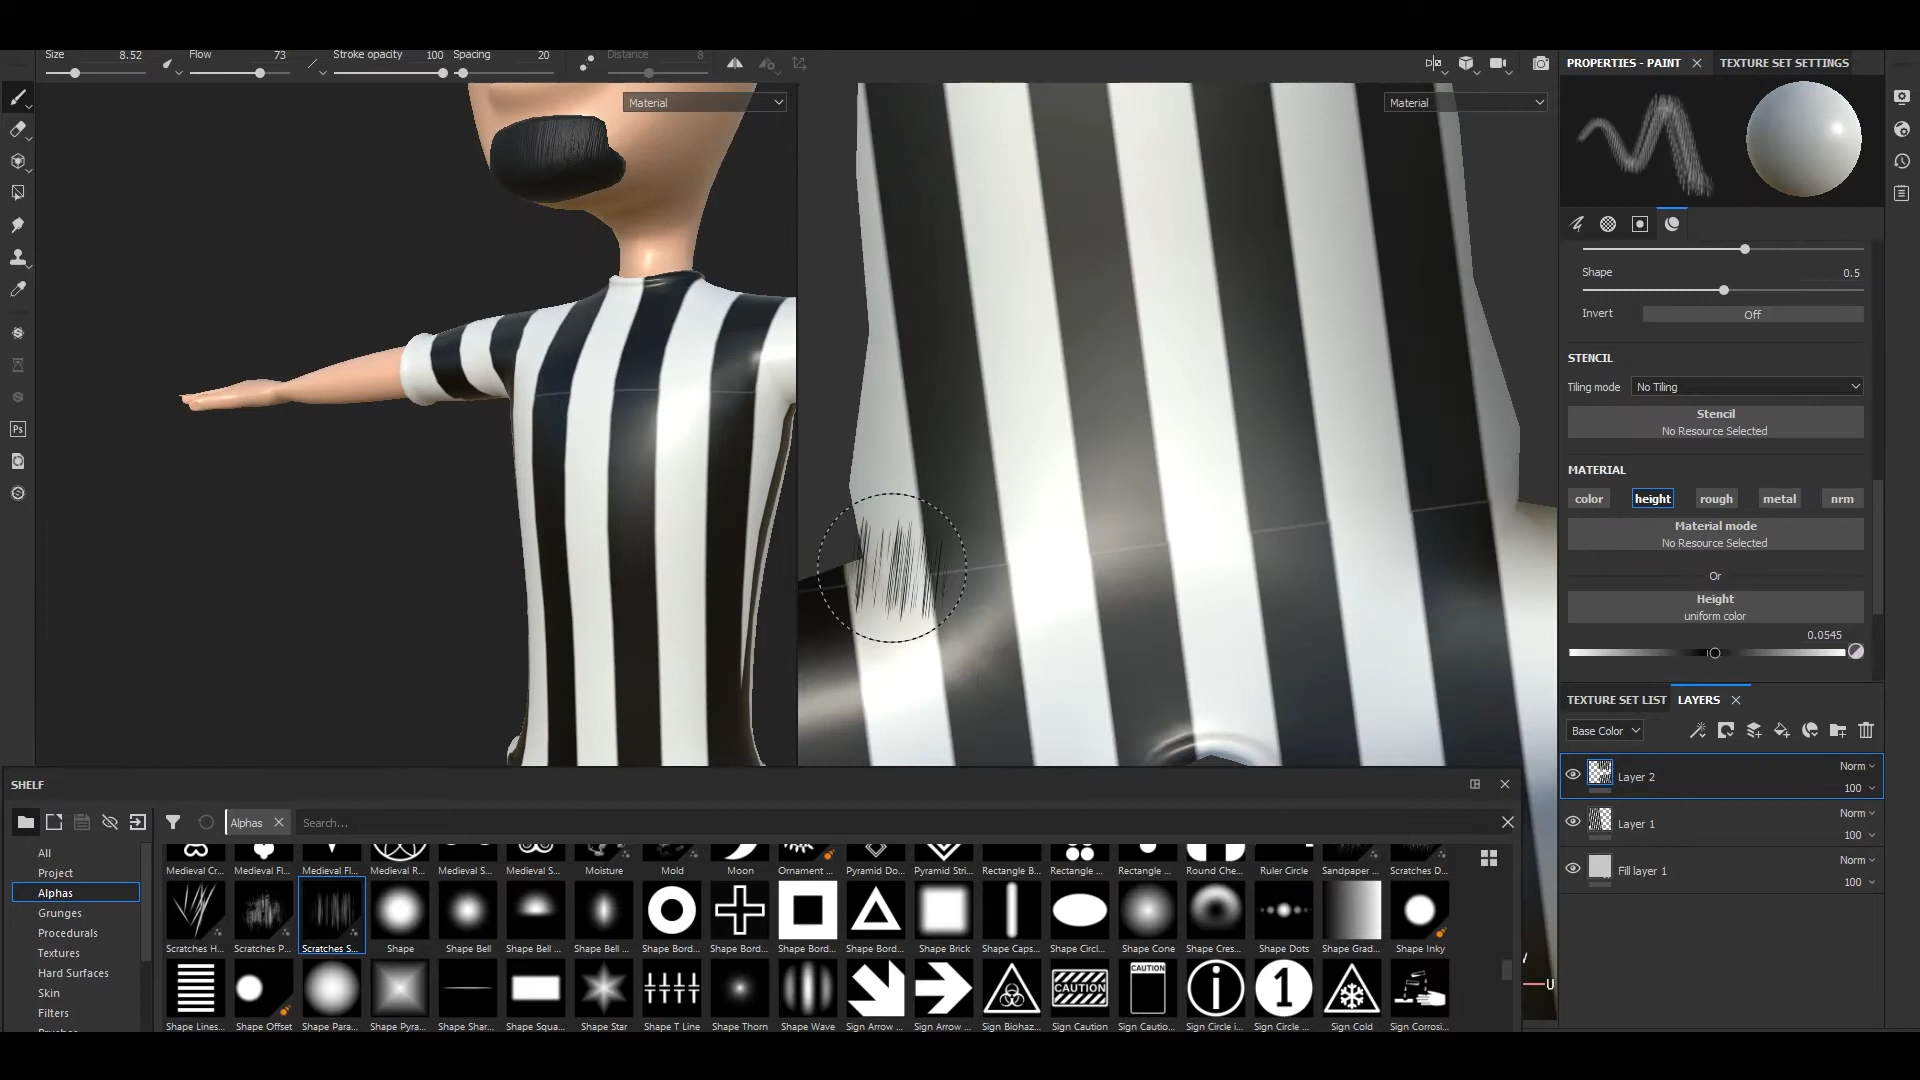 Size 8.52 Flow 73 Stroke opacity 100 Spacing 20 Distance 8
PROPERTIES - PAINT TEXTURE SET SETTINGS
Material
Material
Shape 0.5
Invert Off
STENCIL
Tiling mode No Tiling
Stencil
No Resource Selected
MATERIAL
color height rough metal nrm
Material mode
No Resource Selected
Or
Height
uniform color
0.0545
TEXTURE SET LIST LAYERS
Base Color
Norm
Layer 2
100
Norm
Layer 1
100
Norm
Fill layer 1
100
Ps
SHELF
Alphas Search...
All
Project
Alphas
Grunges
Procedurals
Textures
Hard Surfaces
Skin
Filters
Medieval Cr... Medieval Fl... Medieval Fl... Medieval R... Medieval S... Medieval S... Moisture Mold Moon Ornament ... Pyramid Do... Pyramid Stri... Rectangle B... Rectangle ... Rectangle ... Round Che... Ruler Circle Sandpaper ... Scratches D...
Scratches H... Scratches P... Scratches S... Shape Shape Bell Shape Bell ... Shape Bell ... Shape Bord... Shape Bord... Shape Bord... Shape Bord... Shape Brick Shape Caps... Shape Circl... Shape Cone Shape Cres... Shape Dots Shape Grad... Shape Inky
CAUTION
CAUTION
i
1
Shape Lines... Shape Offset Shape Para... Shape Pyra... Shape Shar... Shape Squa... Shape Star Shape T Line Shape Thorn Shape Wave Sign Arrow ... Sign Arrow ... Sign Biohaz... Sign Caution Sign Cautio... Sign Circle i... Sign Circle ... Sign Cold Sign Corrosi...
U